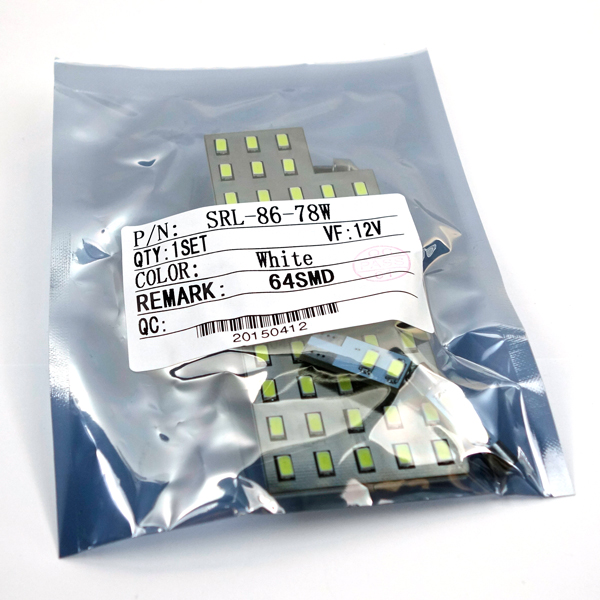 P/N: SRL-86-78W
QTY:1SET VF:12V
COLOR: White
REMARK: 64SMD
QC:
20150412